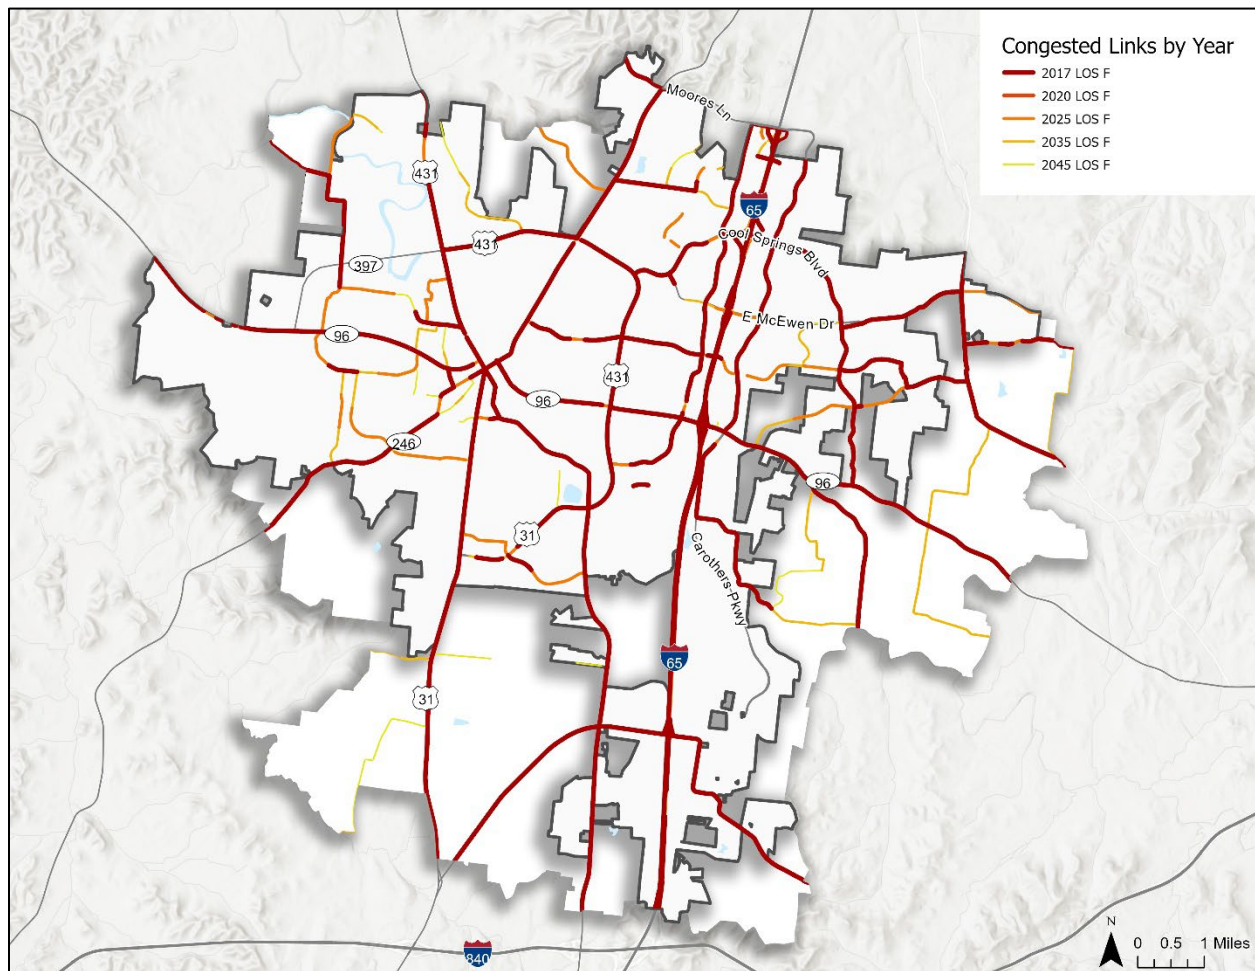 Congested Links by Year
2017 LOS F
2020 LOS F
2025 LOS F
2035 LOS F
2045 LOS F
Moores Ln
431
65
431
Cool Springs Blvd
397
E McEwen Dr
96
431
96
246
96
31
Carothers Pkwy
65
31
840
N
0 0.5 1 Miles